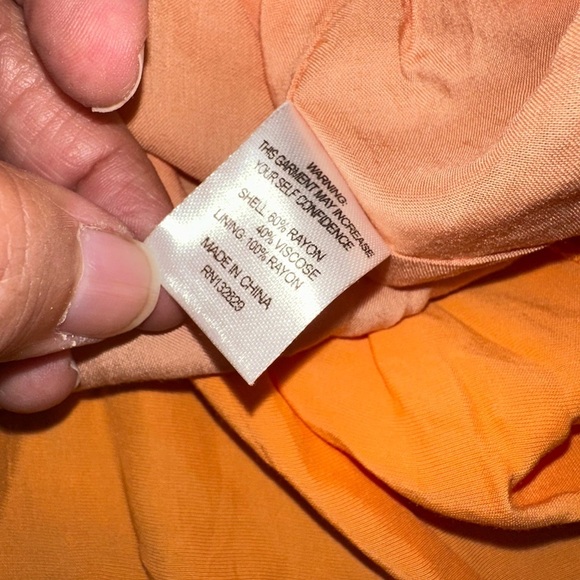 WARNING:
THIS GARMENT MAY INCREASE
YOUR SELF CONFIDENCE
SHELL: 60% RAYON
40% VISCOSE
LINING: 100% RAYON
MADE IN CHINA
RN132829